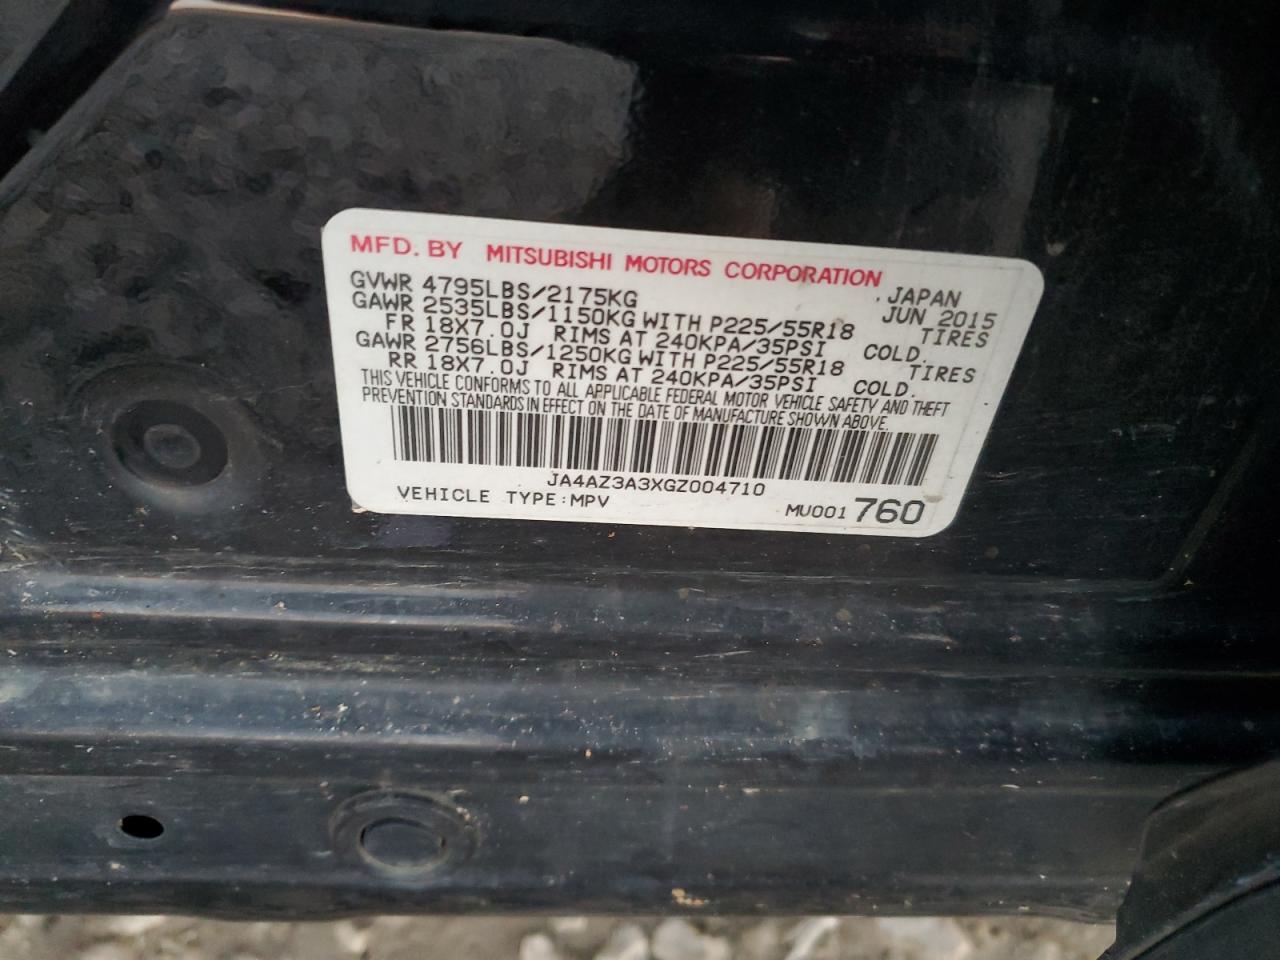 MFD. BY MITSUBISHI MOTORS CORPORATION
GVWR 4795LBS/2175KG JAPAN
JUN 2015
GAWR 2535LBS/1150KG WITH P225/55R18 TIRES
FR 18X7.0J RIMS AT 240KPA/35PSI COLD.
GAWR 2756LBS/1250KG WITH P225/55R18 TIRES
RR 18X7.0J RIMS AT 240KPA/35PSI COLD.
THIS VEHICLE CONFORMS TO ALL APPLICABLE FEDERAL MOTOR VEHICLE SAFETY AND THEFT
PREVENTION STANDARDS IN EFFECT ON THE DATE OF MANUFACTURE SHOWN ABOVE.
JA4AZ3A3XGZ004710
VEHICLE TYPE:MPV MU001 760